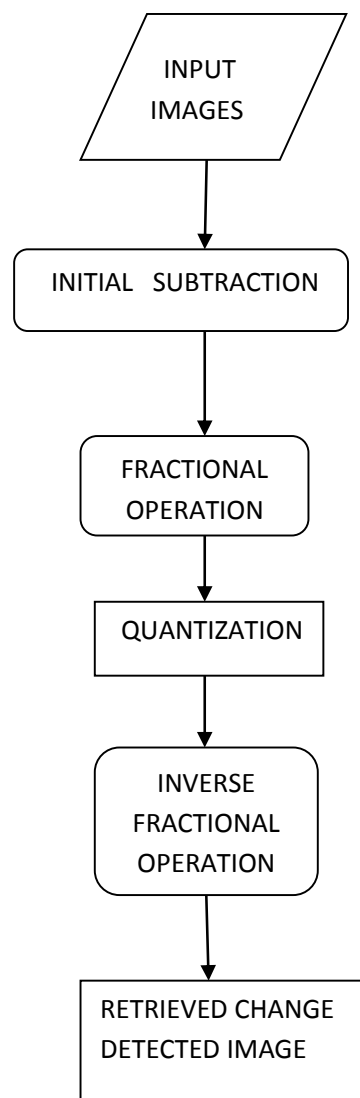 INPUT
IMAGES
INITIAL SUBTRACTION
FRACTIONAL
OPERATION
QUANTIZATION
INVERSE
FRACTIONAL
OPERATION
RETRIEVED CHANGE
DETECTED IMAGE